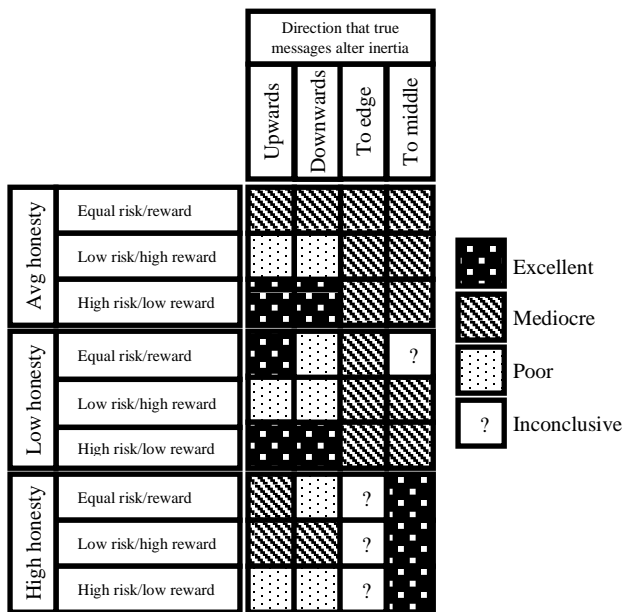 Direction that true
messages alter inertia
Upwards
Downwards
To edge
To middle
Avg honesty
Equal risk/reward
Low risk/high reward
High risk/low reward
Low honesty
Equal risk/reward
?
Low risk/high reward
High risk/low reward
High honesty
Equal risk/reward
?
Low risk/high reward
?
High risk/low reward
?
Excellent
Mediocre
Poor
? Inconclusive